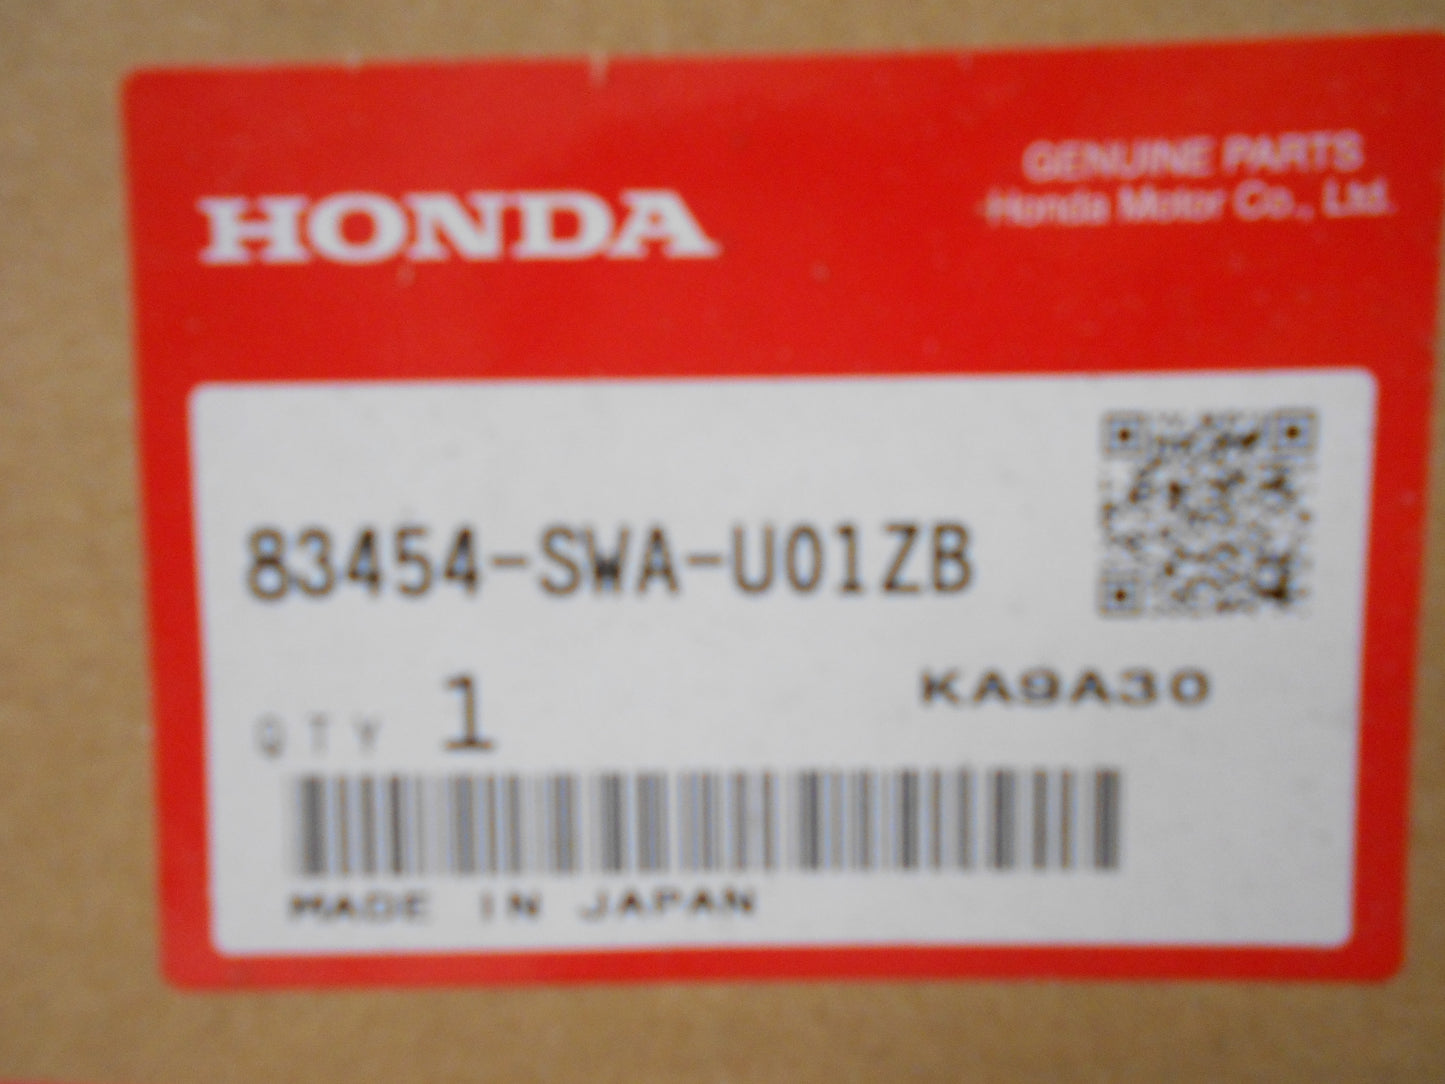 HONDA
GENUINE PARTS
Honda Motor Co., Ltd.
83454-SWA-U01ZB
KA9A30
QTY 1
MADE IN JAPAN